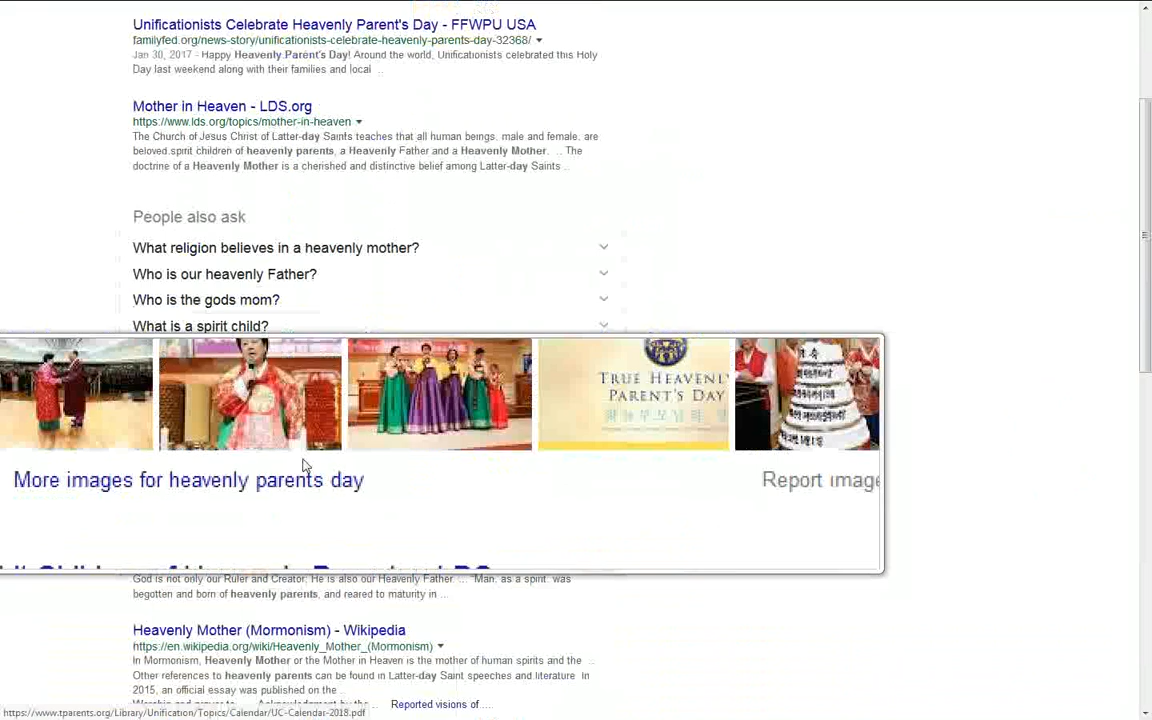 Unificationists Celebrate Heavenly Parent's Day - FFWPU USA
familyfed.org/news-story/unificationists-celebrate-heavenly-parents-day-32368/
Jan 30, 2017 - Happy Heavenly Parent's Day! Around the world, Unificationists celebrated this Holy
Day last weekend along with their families and local ...
Mother in Heaven - LDS.org
https://www.lds.org/topics/mother-in-heaven
The Church of Jesus Christ of Latter-day Saints teaches that all human beings, male and female, are
beloved spirit children of heavenly parents, a Heavenly Father and a Heavenly Mother. ... The
doctrine of a Heavenly Mother is a cherished and distinctive belief among Latter-day Saints ...
People also ask
What religion believes in a heavenly mother?
Who is our heavenly Father?
Who is the gods mom?
What is a spirit child?
TRUE HEAVENLY
PARENT'S DAY
More images for heavenly parents day
Report image
God is not only our Ruler and Creator; He is also our Heavenly Father. ... "Man, as a spirit, was
begotten and born of heavenly parents, and reared to maturity in ...
Heavenly Mother (Mormonism) - Wikipedia
https://en.wikipedia.org/wiki/Heavenly_Mother_(Mormonism)
In Mormonism, Heavenly Mother or the Mother in Heaven is the mother of human spirits and the ...
Other references to heavenly parents can be found in Latter-day Saint speeches and literature. In
2015, an official essay was published on the ...
Worship and prayer to ... Acknowledgment by the ... Reported visions of ...
https://www.tparents.org/Library/Unification/Topics/Calendar/UC-Calendar-2018.pdf